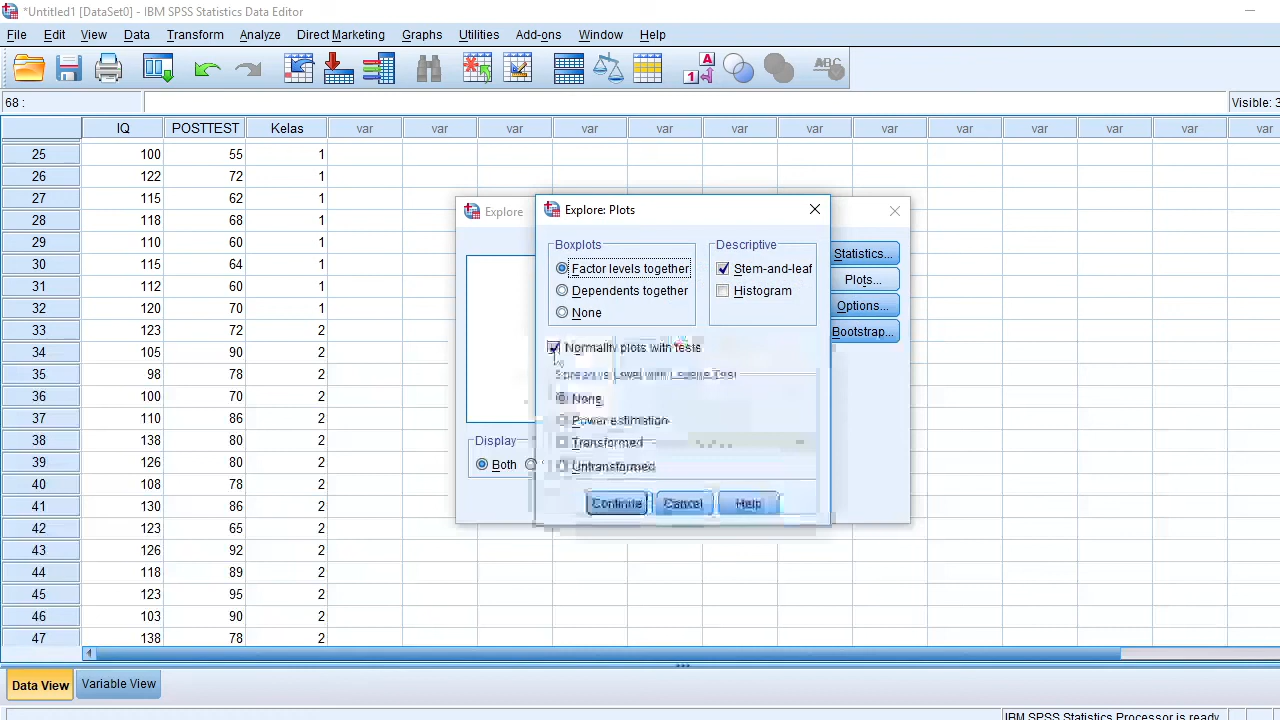 *Untitled1 [DataSet0] - IBM SPSS Statistics Data Editor
File Edit View Data Transform Analyze Direct Marketing Graphs Utilities Add-ons Window Help
68 :
Visible: 3
IQ POSTTEST Kelas var var var var var var var var var var var var var
25 100 55 1
26 122 72 1
27 115 62 1
28 118 68 1
29 110 60 1
30 115 64 1
31 112 60 1
32 120 70 1
33 123 72 2
34 105 90 2
35 98 78 2
36 100 70 2
37 110 86 2
38 138 80 2
39 126 80 2
40 108 78 2
41 130 86 2
42 123 65 2
43 126 92 2
44 118 89 2
45 123 95 2
46 103 90 2
47 138 78 2
Explore
Display
Both
Statistics...
Plots...
Options...
Bootstrap...
Explore: Plots
Boxplots
Factor levels together
Dependents together
None
Descriptive
Stem-and-leaf
Histogram
Normality plots with tests
Spread vs Level with Levene Test
None
Power estimation
Transformed
Untransformed
Continue Cancel Help
Data View Variable View
IBM SPSS Statistics Processor is ready